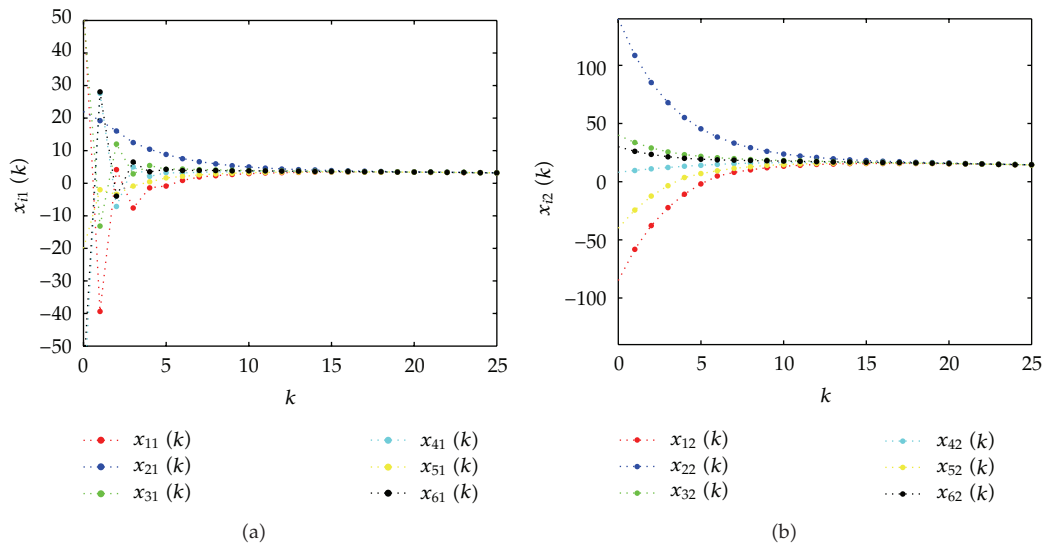 50
40
30
20
10
0
−10
−20
−30
−40
−50
x_{i1} (k)
0 5 10 15 20 25
k
x_{11} (k)
x_{21} (k)
x_{31} (k)
x_{41} (k)
x_{51} (k)
x_{61} (k)
(a)
100
50
0
−50
−100
x_{i2} (k)
0 5 10 15 20 25
k
x_{12} (k)
x_{22} (k)
x_{32} (k)
x_{42} (k)
x_{52} (k)
x_{62} (k)
(b)